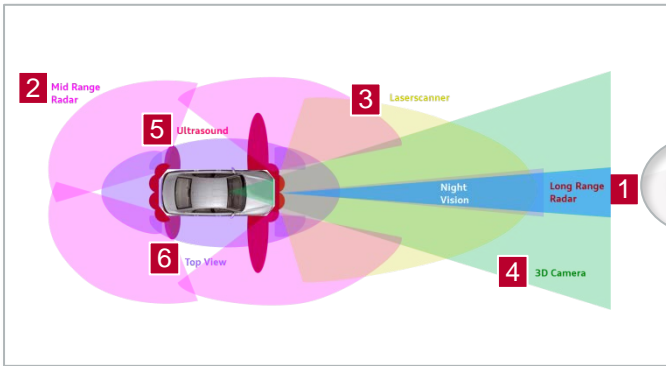 2 Mid Range
Radar
3 Laserscanner
5 Ultrasound
Night
Vision
Long Range
Radar
1
6 Top View
4 3D Camera